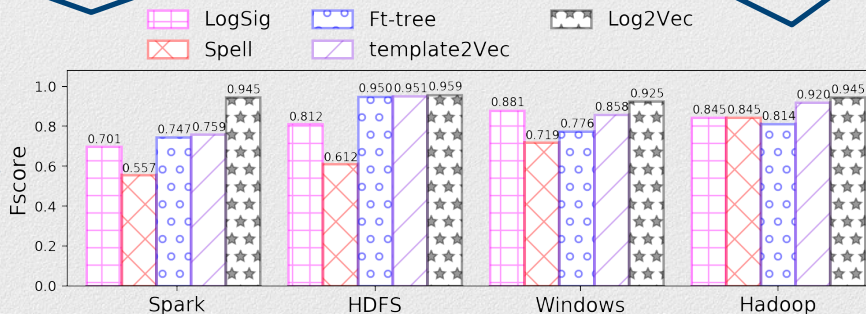 LogSig Ft-tree Log2Vec
Spell template2Vec
Fscore
1.0
0.8
0.6
0.4
0.2
0.0
0.701 0.557 0.747 0.759 0.945
0.812 0.612 0.950 0.951 0.959
0.881 0.719 0.776 0.858 0.925
0.845 0.845 0.814 0.920 0.945
Spark HDFS Windows Hadoop